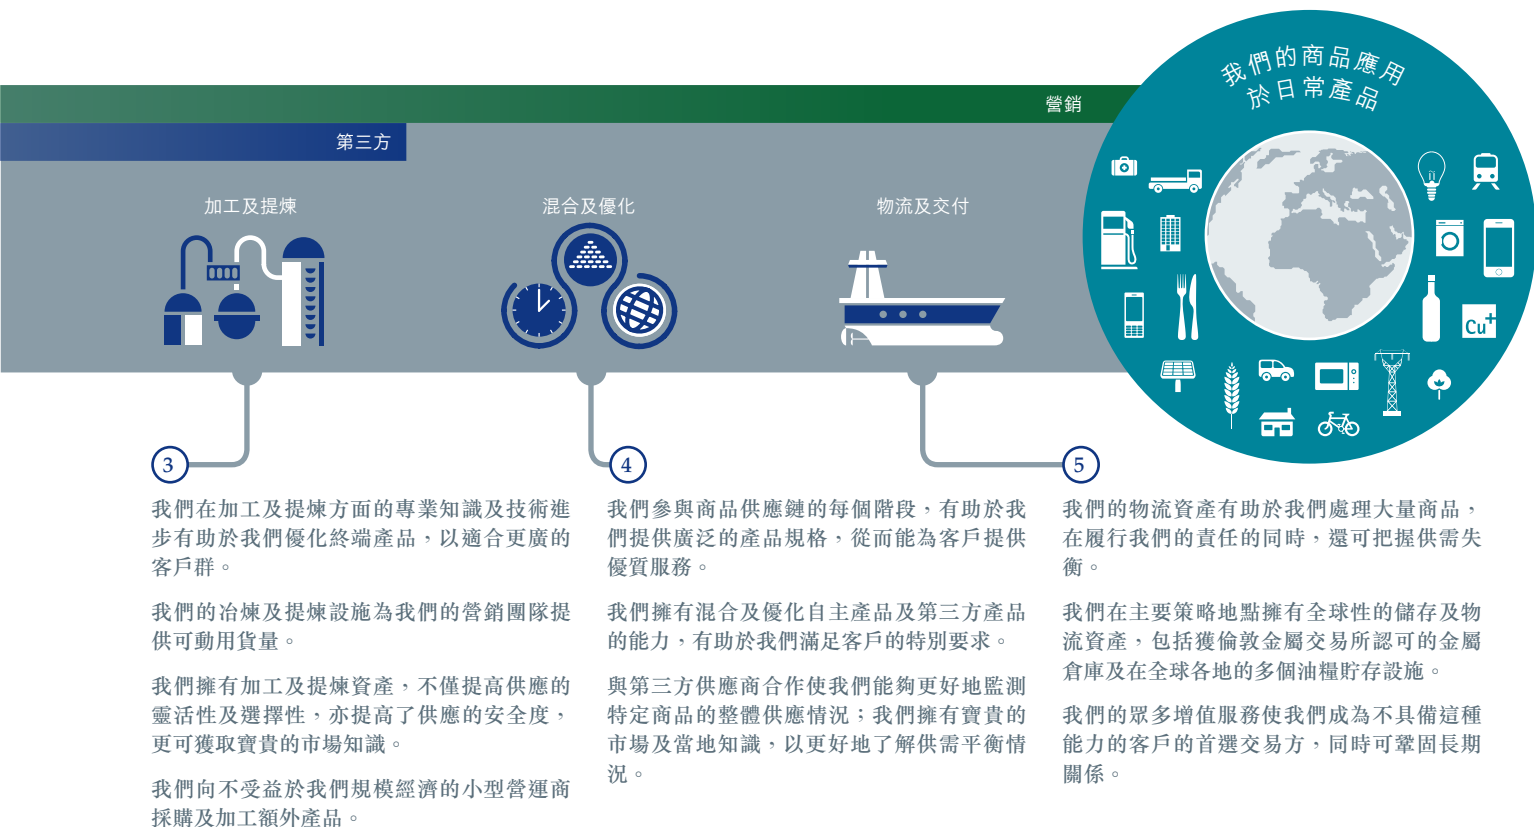 我們的商品應用
於日常產品
營銷
第三方
加工及提煉
混合及優化
物流及交付
Cu+
3
我們在加工及提煉方面的專業知識及技術進
步有助於我們優化終端產品，以適合更廣的
客戶群。
我們的冶煉及提煉設施為我們的營銷團隊提
供可動用貨量。
我們擁有加工及提煉資產，不僅提高供應的
靈活性及選擇性，亦提高了供應的安全度，
更可獲取寶貴的市場知識。
我們向不受益於我們規模經濟的小型營運商
採購及加工額外產品。
4
我們參與商品供應鏈的每個階段，有助於我
們提供廣泛的產品規格，從而能為客戶提供
優質服務。
我們擁有混合及優化自主產品及第三方產品
的能力，有助於我們滿足客戶的特別要求。
與第三方供應商合作使我們能夠更好地監測
特定商品的整體供應情況；我們擁有寶貴的
市場及當地知識，以更好地了解供需平衡情
況。
5
我們的物流資產有助於我們處理大量商品，
在履行我們的責任的同時，還可把握供需失
衡。
我們在主要策略地點擁有全球性的儲存及物
流資產，包括獲倫敦金屬交易所認可的金屬
倉庫及在全球各地的多個油糧貯存設施。
我們的眾多增值服務使我們成為不具備這種
能力的客戶的首選交易方，同時可鞏固長期
關係。